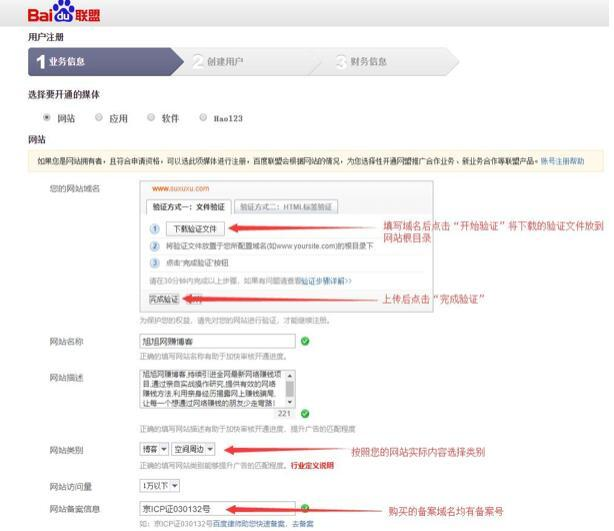 Baidu联盟
用户注册
1 业务信息 2 创建用户 3 财务信息
选择要开通的媒体
网站 应用 软件 Hao123
网站
如果您是网站拥有者，且符合申请资格，可以选此项媒体进行注册，百度联盟会根据网站的情况，为您选择性开通网盟推广合作业务、新业务合作等联盟产品。账号注册帮助
您的网站域名
www.suxuxu.com
验证方式一：文件验证 验证方式二：HTML标签验证
1 下载验证文件
填写域名后点击“开始验证”将下载的验证文件放到
网站根目录
2 将验证文件放置于您所配置域名(如www.yoursite.com)的根目录下
3 点击“完成验证”按钮
请在30分钟内完成以上步骤，如果有问题请查看验证步骤详解>>
完成验证
上传后点击“完成验证”
为保护您的权益，请先对您的网站进行验证，才能继续注册。
网站名称 旭旭网赚博客
正确的填写网站名称有助于加快审核开通进度。
网站描述
旭旭网赚博客,持续引进全网最新网络赚钱项
目,通过亲自实战操作研究,提供有效的网络
赚钱方法,利用亲身经历揭露网上赚钱骗局,
让每一个想通过网络赚钱的朋友少走弯路！
221
正确的填写网站描述有助于加快审核开通进度、提升广告的匹配程度
网站类别 博客 空间周边
按照您的网站实际内容选择类别
正确的填写网站类别能够提升广告的匹配程度。行业定义说明
网站访问量 1万以下
网站备案信息 京ICP证030132号
购买的备案域名均有备案号
如：京ICP证030132号百度律师助您快速备案，去备案